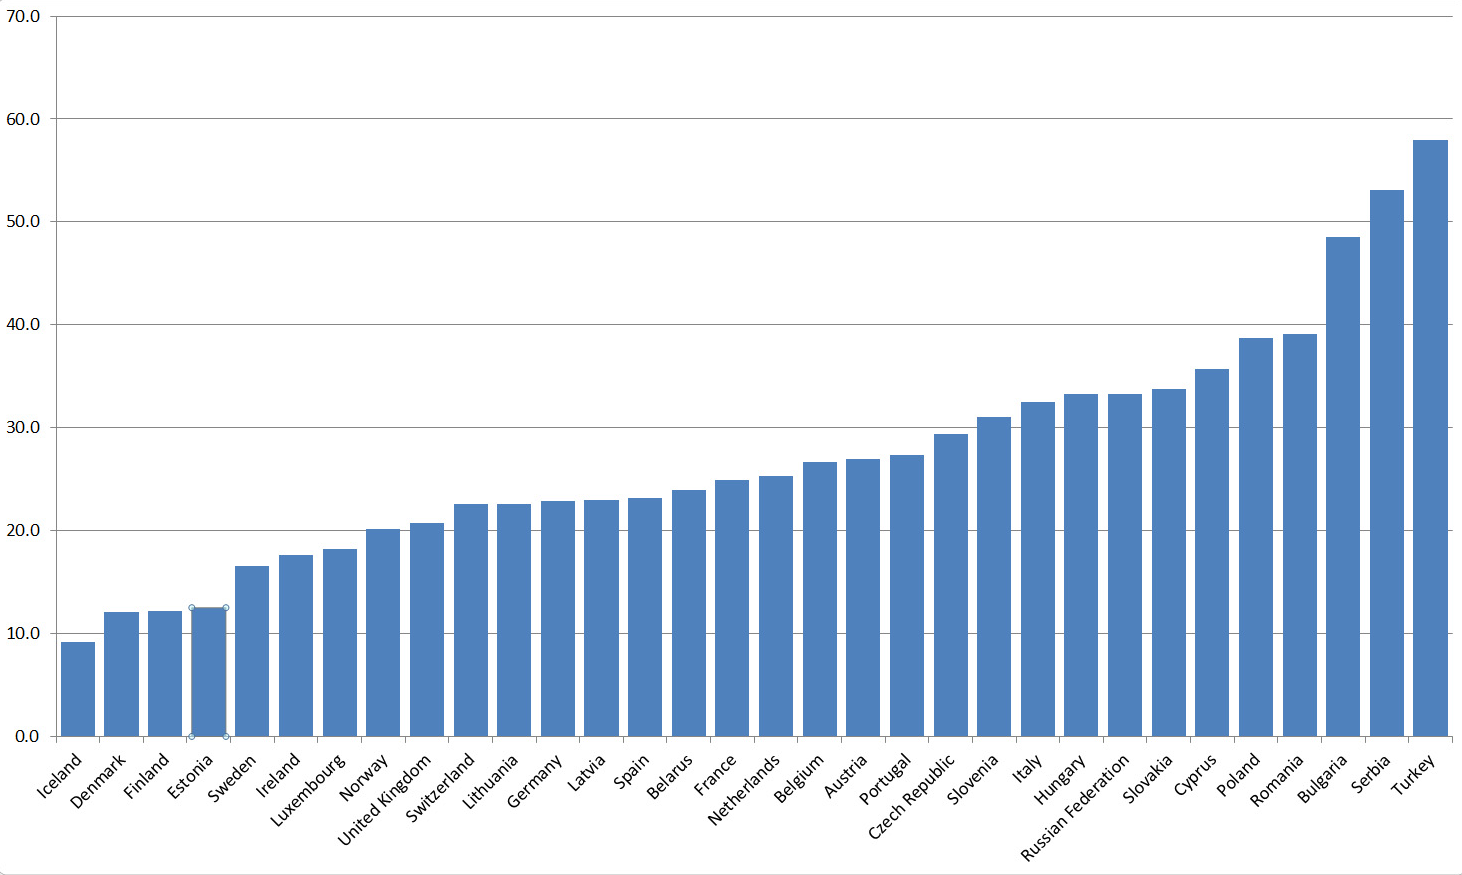 70.0
60.0
50.0
40.0
30.0
20.0
10.0
0.0
Iceland
Denmark
Finland
Estonia
Sweden
Ireland
Luxembourg
Norway
United Kingdom
Switzerland
Lithuania
Germany
Latvia
Spain
Belarus
France
Netherlands
Belgium
Austria
Portugal
Czech Republic
Slovenia
Italy
Hungary
Russian Federation
Slovakia
Cyprus
Poland
Romania
Bulgaria
Serbia
Turkey